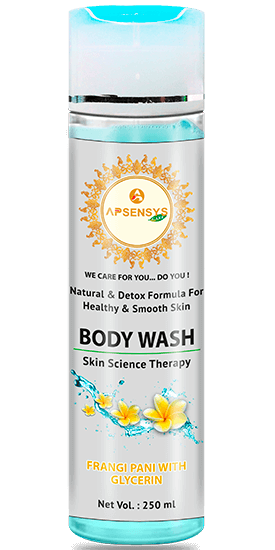 APSENSYS
WE CARE FOR YOU... DO YOU !
Natural & Detox Formula For
Healthy & Smooth Skin
BODY WASH
Skin Science Therapy
FRANGI PANI WITH
GLYCERIN
Net Vol. : 250 ml